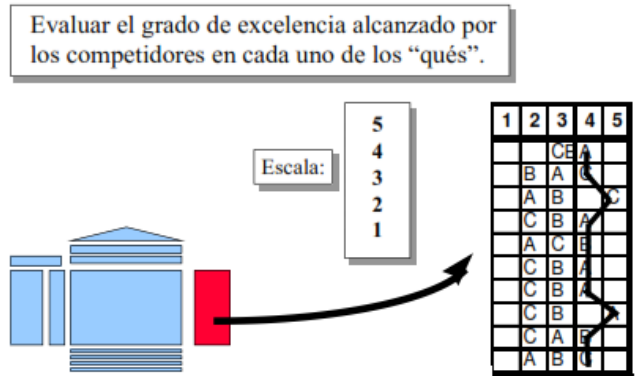 Evaluar el grado de excelencia alcanzado por
los competidores en cada uno de los “qués”.
Escala:
5
4
3
2
1
1 2 3 4 5
CB A
B A C
A B C
C B A
A C B
C B A
C B A
C B A
C A B
A B C